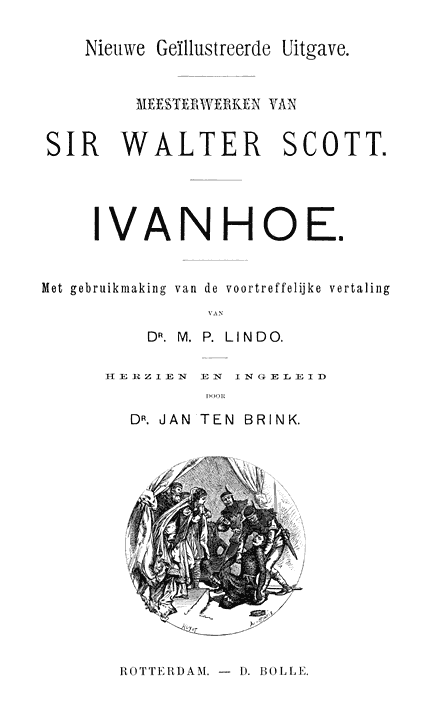 Nieuwe Geïllustreerde Uitgave.
MEESTERWERKEN VAN
SIR WALTER SCOTT.
IVANHOE.
Met gebruikmaking van de voortreffelijke vertaling
VAN
DR. M. P. LINDO.
HERZIEN EN INGELEID
DOOR
DR. JAN TEN BRINK.
ROTTERDAM. — D. BOLLE.